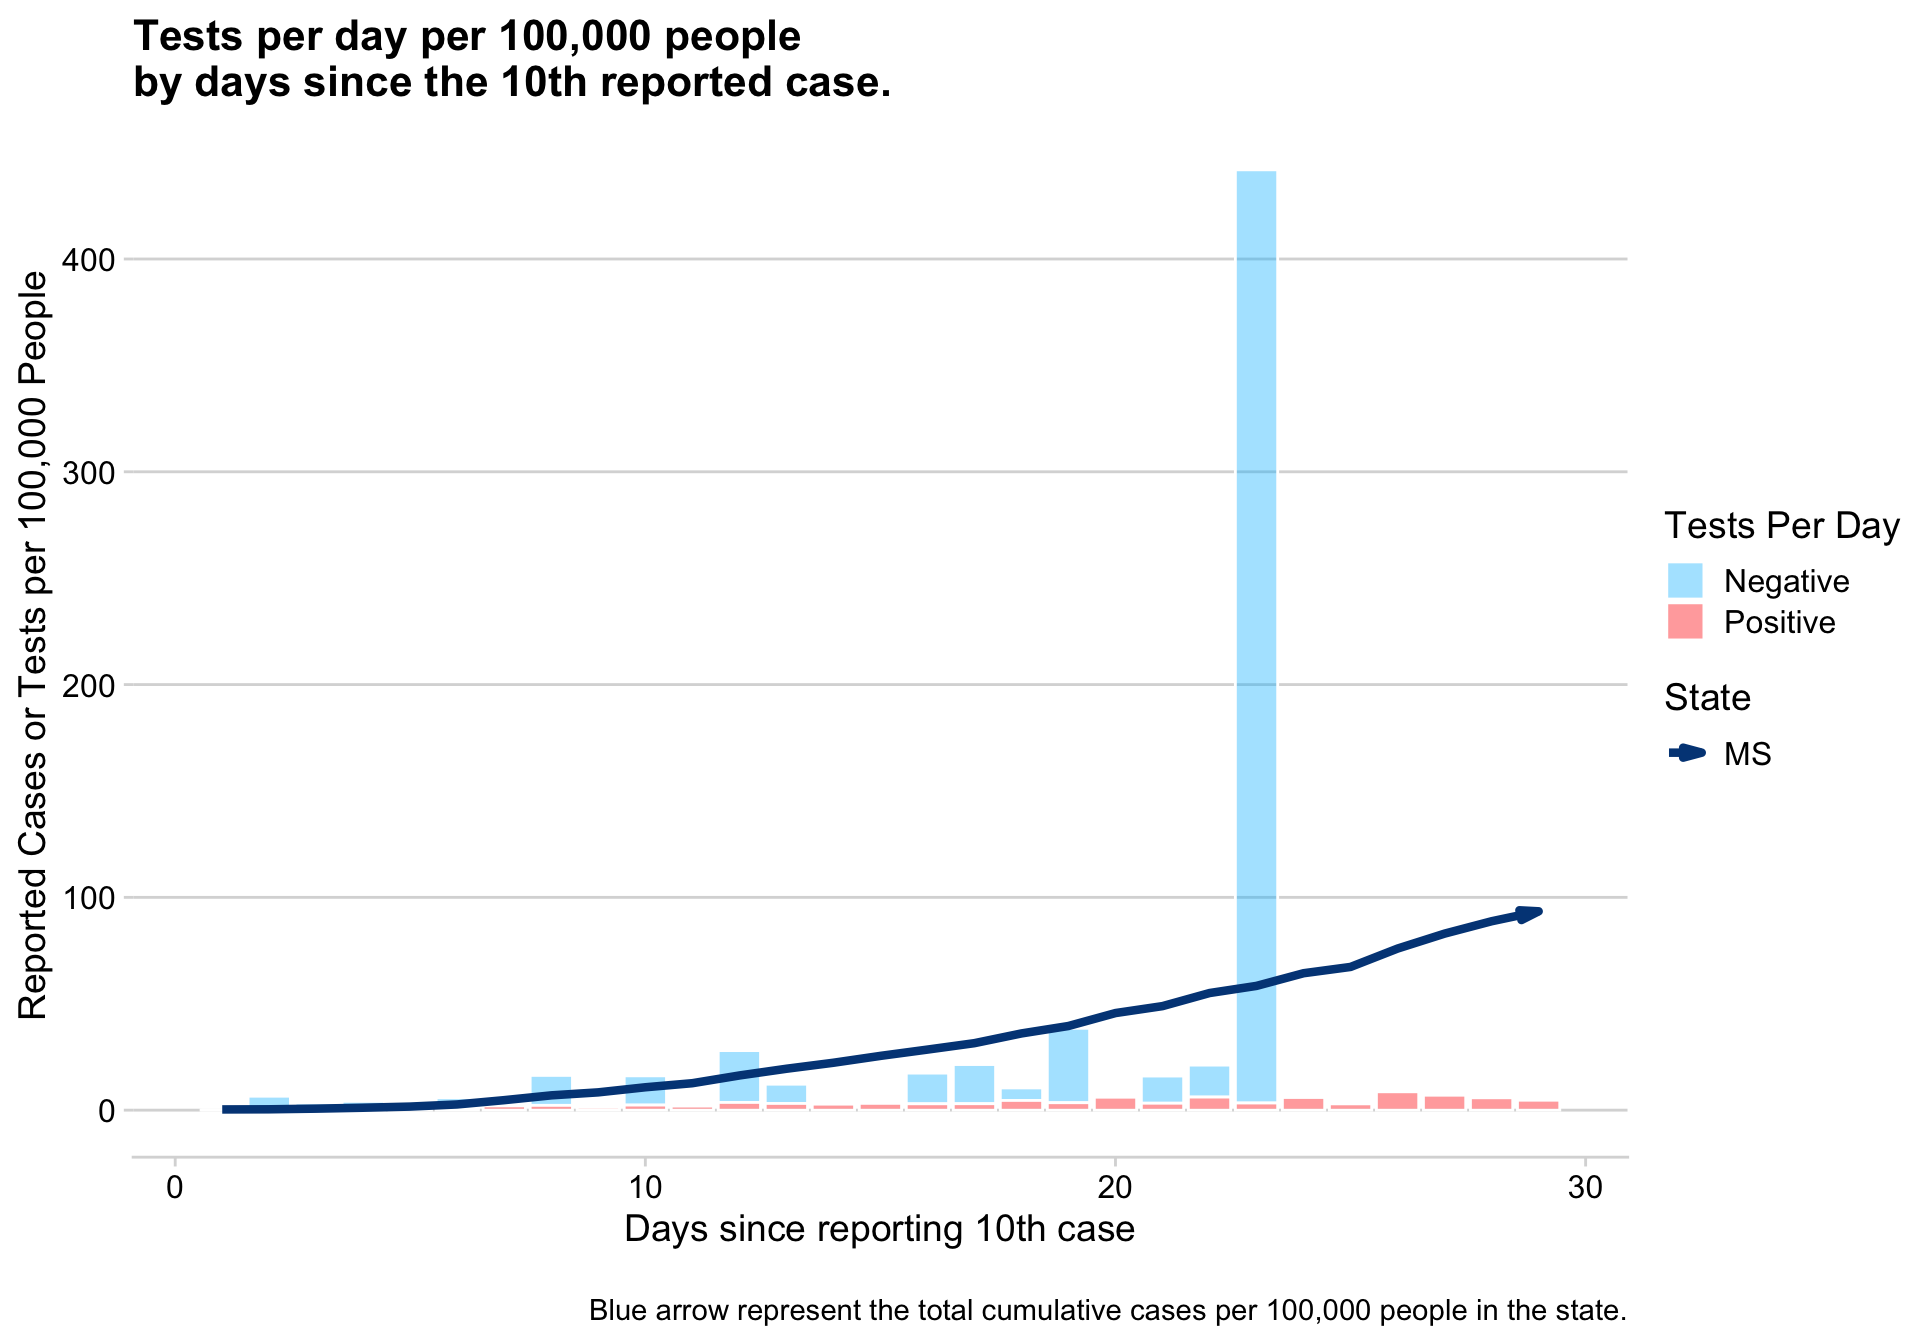 Tests per day per 100,000 people
by days since the 10th reported case.
Reported Cases or Tests per 100,000 People
400
300
200
100
0
0
10
20
30
Days since reporting 10th case
Tests Per Day
Negative
Positive
State
MS
Blue arrow represent the total cumulative cases per 100,000 people in the state.